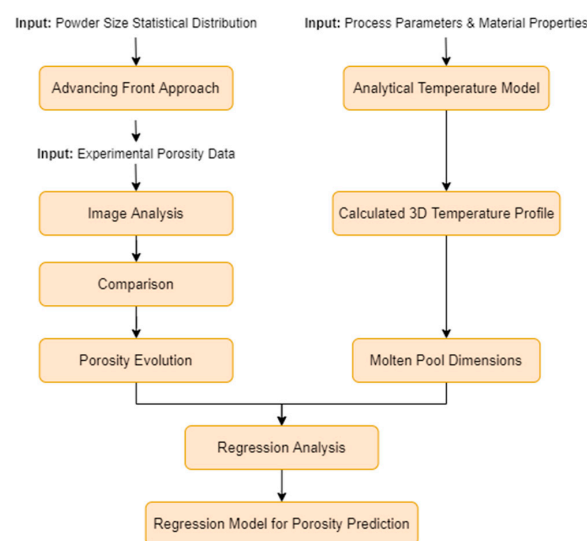 Input: Powder Size Statistical Distribution
Input: Process Parameters & Material Properties
Advancing Front Approach
Analytical Temperature Model
Input: Experimental Porosity Data
Image Analysis
Calculated 3D Temperature Profile
Comparison
Porosity Evolution
Molten Pool Dimensions
Regression Analysis
Regression Model for Porosity Prediction